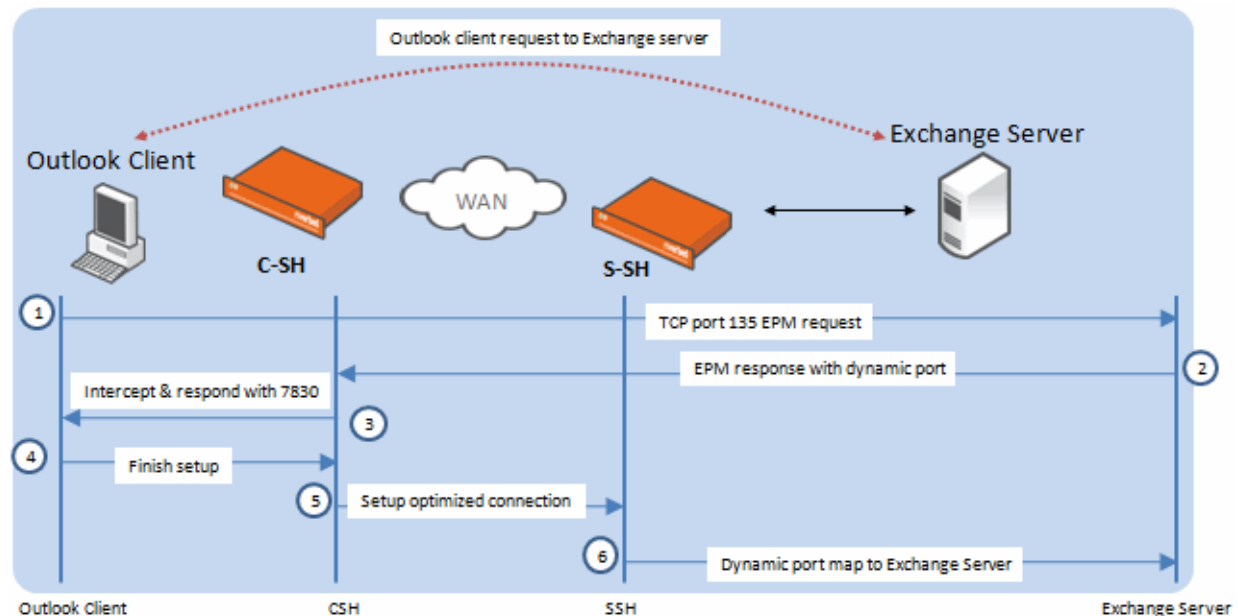 Outlook client request to Exchange server
Exchange Server
Outlook Client
WAN
C-SH
S-SH
1
TCP port 135 EPM request
EPM response with dynamic port
2
Intercept & respond with 7830
3
4
Finish setup
5
Setup optimized connection
6
Dynamic port map to Exchange Server
Outlook Client
CSH
SSH
Exchange Server